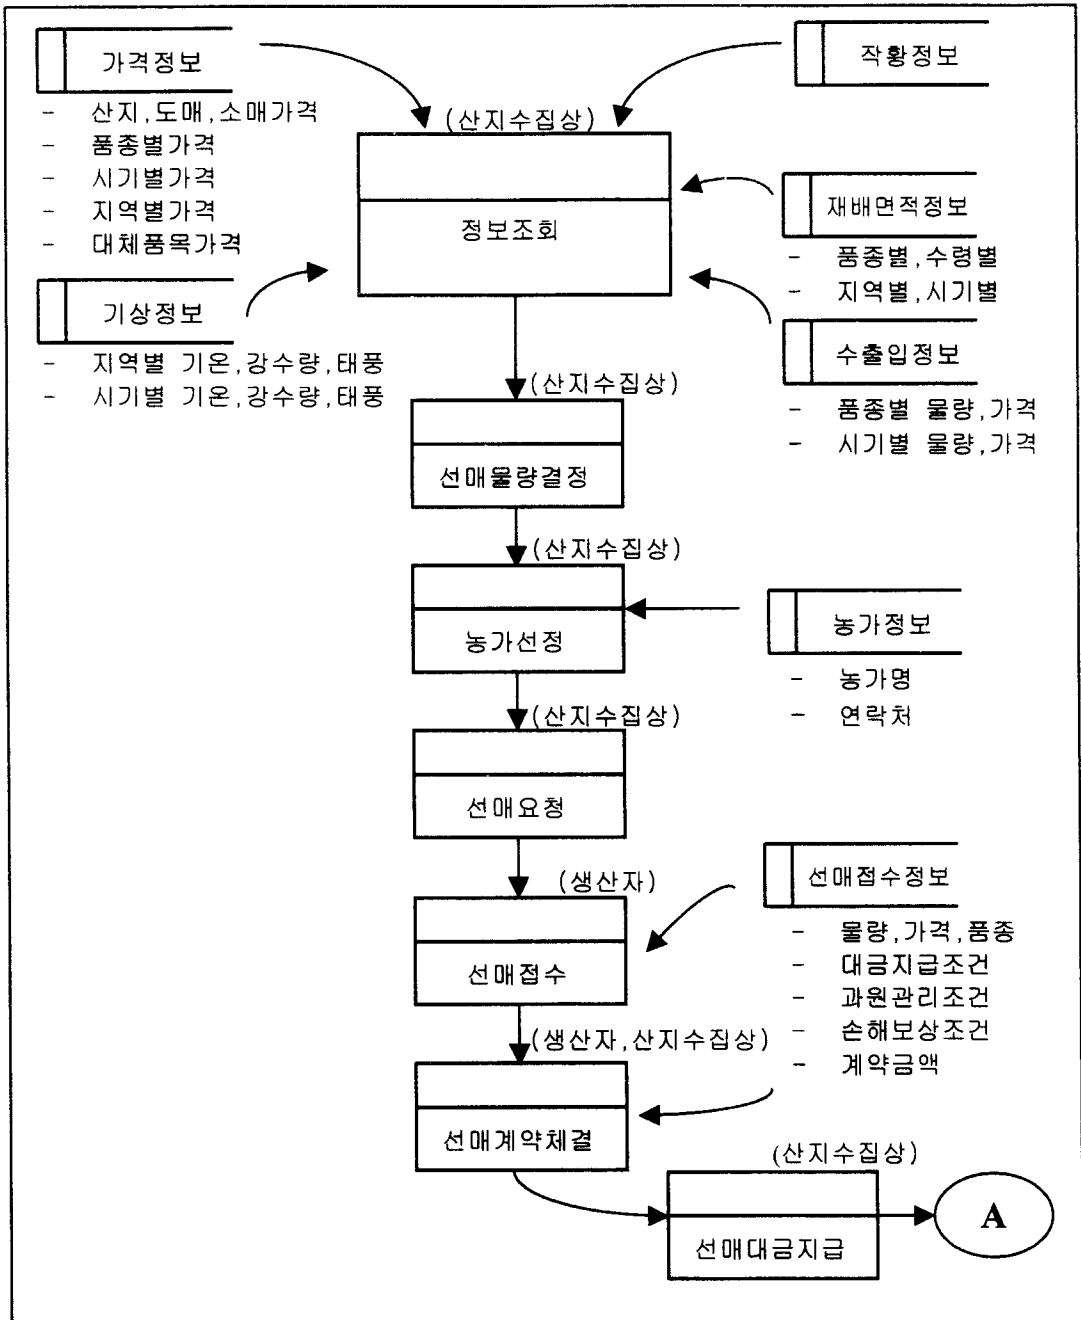 가격정보
- 산지,도매,소매가격
- 품종별가격
- 시기별가격
- 지역별가격
- 대체품목가격
작황정보
(산지수집상)
정보조회
재배면적정보
- 품종별,수령별
- 지역별,시기별
기상정보
- 지역별 기온,강수량,태풍
- 시기별 기온,강수량,태풍
수출입정보
- 품종별 물량,가격
- 시기별 물량,가격
(산지수집상)
선매물량결정
(산지수집상)
농가선정
농가정보
- 농가명
- 연락처
(산지수집상)
선매요청
(생산자)
선매접수
선매접수정보
- 물량,가격,품종
- 대금지급조건
- 과원관리조건
- 손해보상조건
- 계약금액
(생산자,산지수집상)
선매계약체결
(산지수집상)
선매대금지급
A